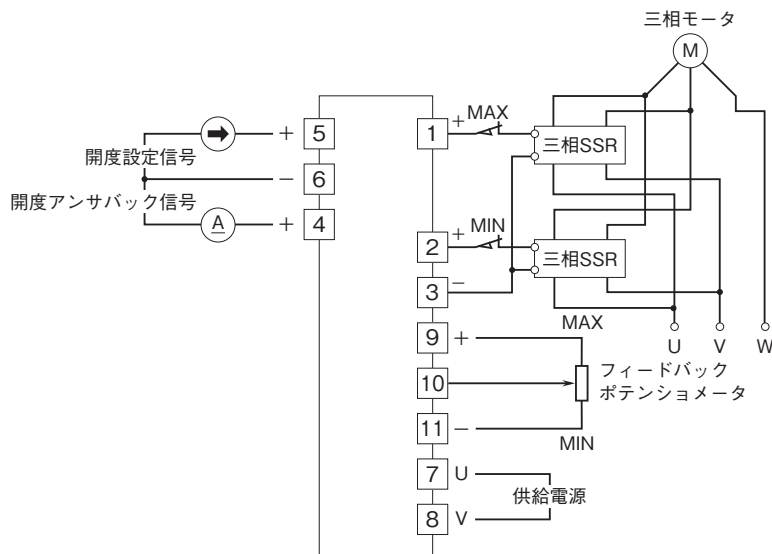 三相モータ
M
MAX
+
1
三相SSR
+
5
開度設定信号
−
6
開度アンサバック信号
A
+
4
MIN
+
2
三相SSR
−
3
MAX
U
V
W
9
+
フィードバック
ポテンショメータ
10
11
−
MIN
7
U
供給電源
8
V